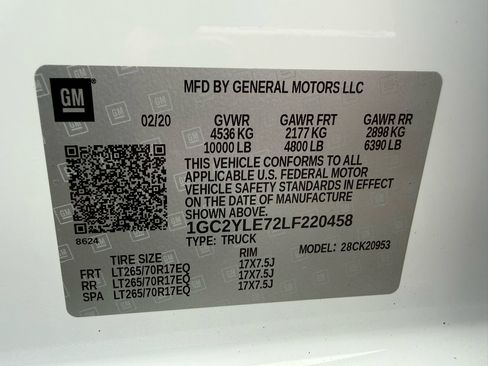 GM
MFD BY GENERAL MOTORS LLC
02/20 GVWR GAWR FRT GAWR RR
4536 KG 2177 KG 2898 KG
10000 LB 4800 LB 6390 LB
THIS VEHICLE CONFORMS TO ALL
APPLICABLE U.S. FEDERAL MOTOR
VEHICLE SAFETY STANDARDS IN EFFECT
ON THE DATE OF MANUFACTURE
SHOWN ABOVE.
1GC2YLE72LF220458
8624 TYPE: TRUCK MODEL: 28CK20953
TIRE SIZE RIM
FRT LT265/70R17EQ 17X7.5J
RR LT265/70R17EQ 17X7.5J
SPA LT265/70R17EQ 17X7.5J